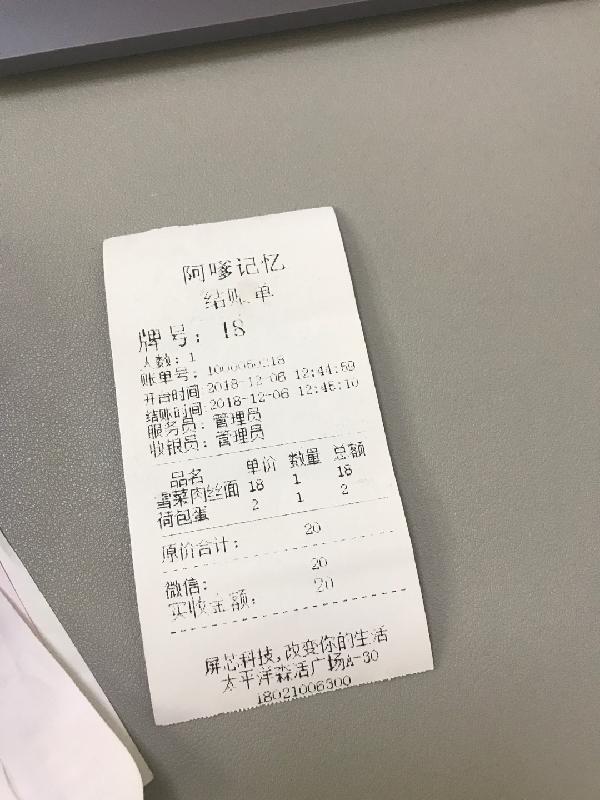 阿嗲记忆
结账单
牌号：18
人数：1
账单号：1000050218
开台时间：2018-12-06 12:44:53
结账时间：2018-12-06 12:45:10
服务员：管理员
收银员：管理员
品名 单价 数量 总额
雪菜肉丝面 18 1 18
荷包蛋 2 1 2
原价合计： 20
微信： 20
实收金额： 20
屏芯科技,改变你的生活
太平洋森活广场A-30
18021006300